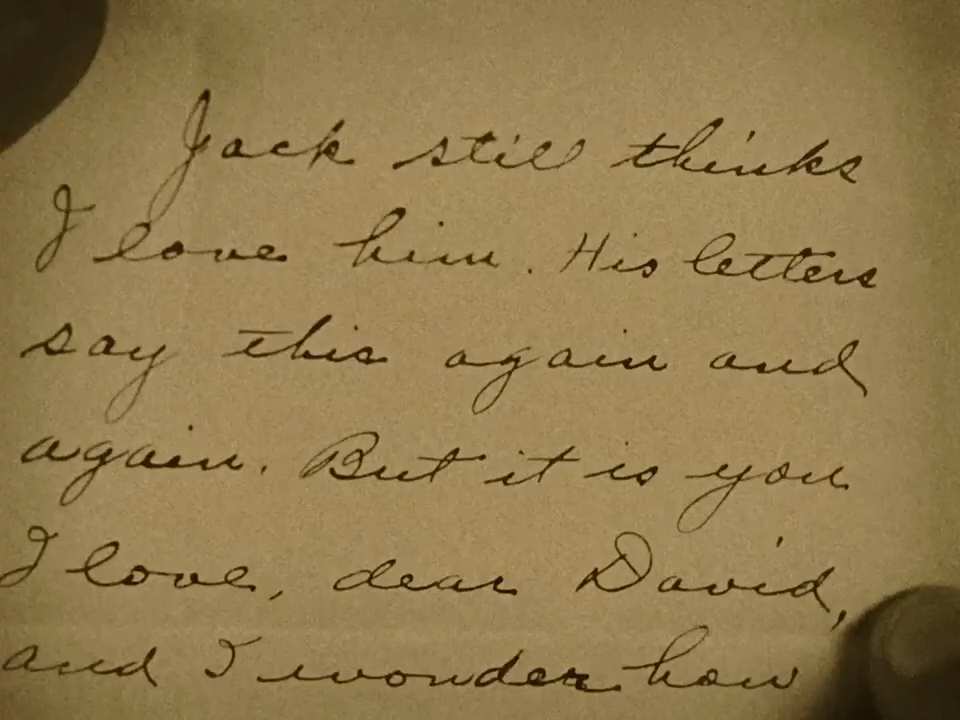 Jack still thinks
I love him. His letters
say this again and
again. But it is you
I love, dear David,
and I wonder how